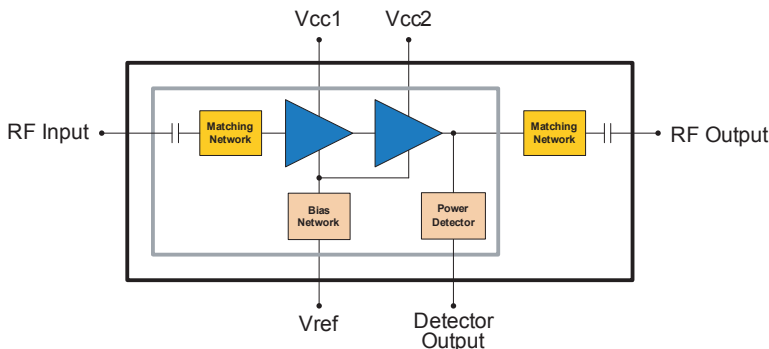 Vcc1
Vcc2
RF Input
Matching
Network
Matching
Network
RF Output
Bias
Network
Power
Detector
Vref
Detector
Output